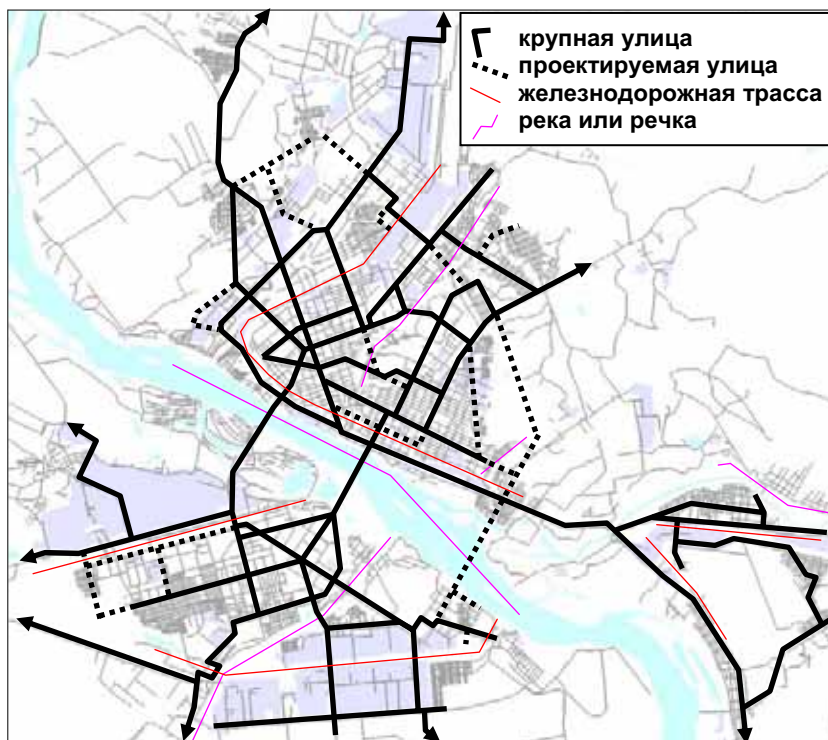 крупная улица
проектируемая улица
железнодорожная трасса
река или речка